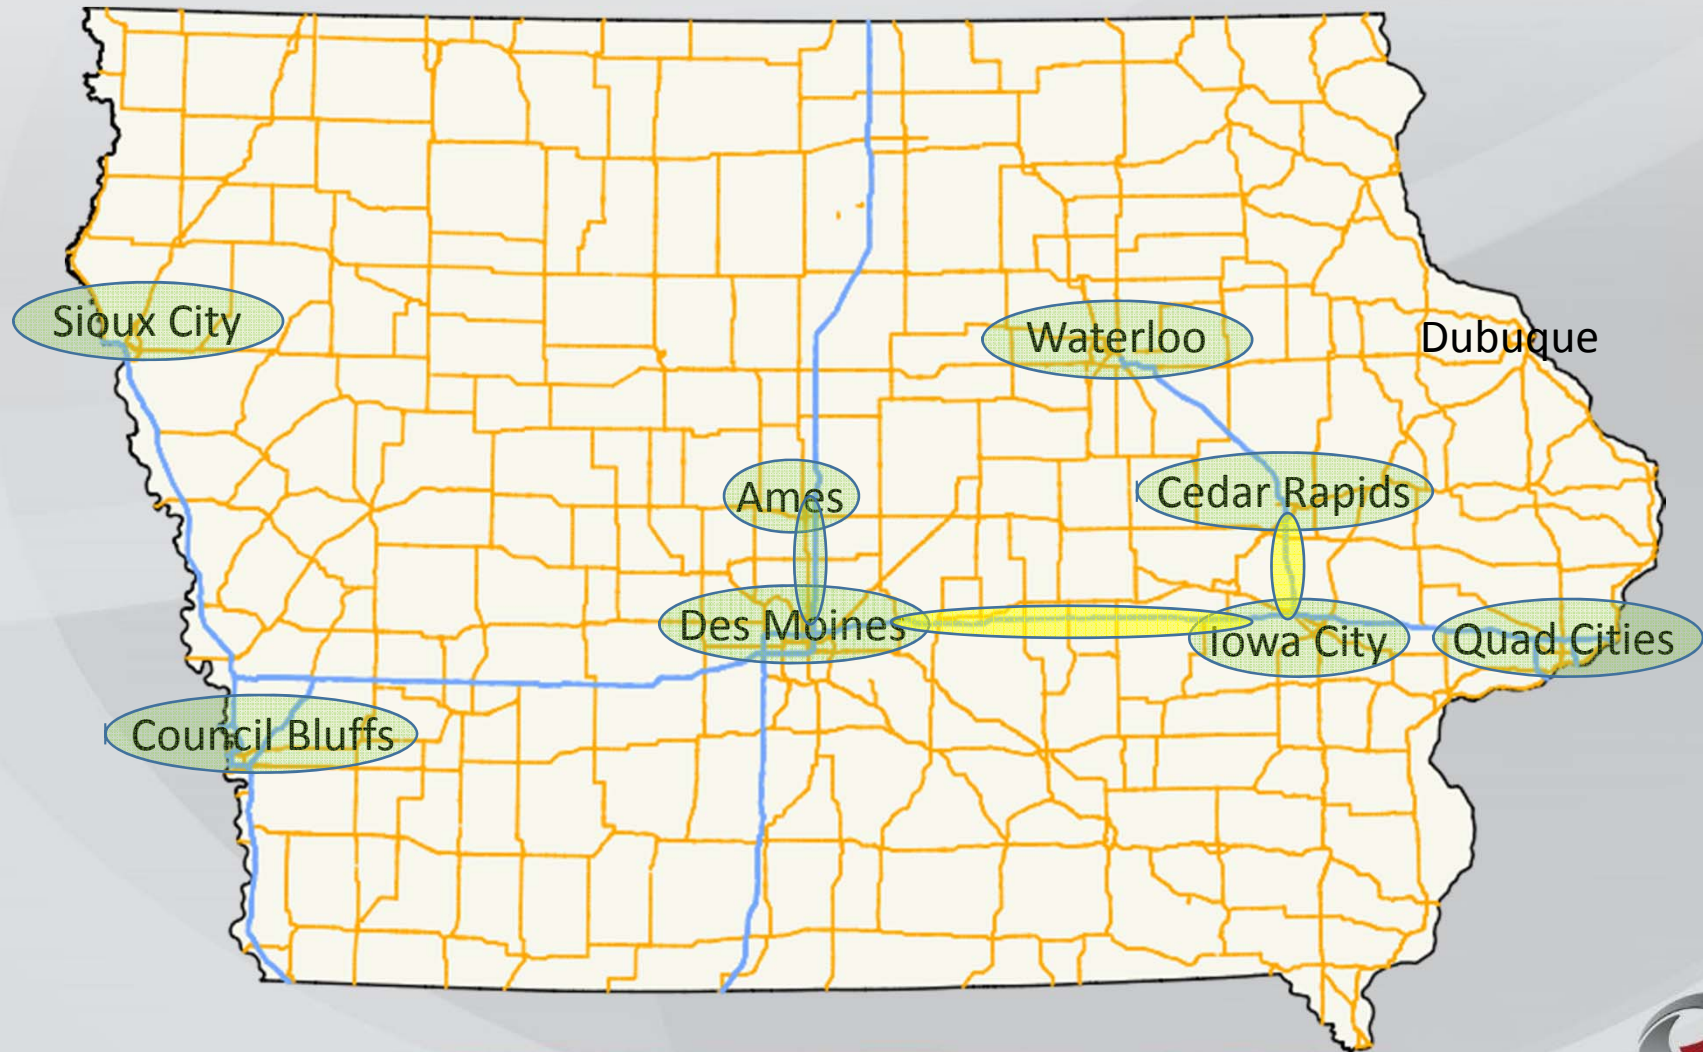 Sioux City
Waterloo
Dubuque
Ames
Cedar Rapids
Des Moines
Iowa City
Quad Cities
Council Bluffs